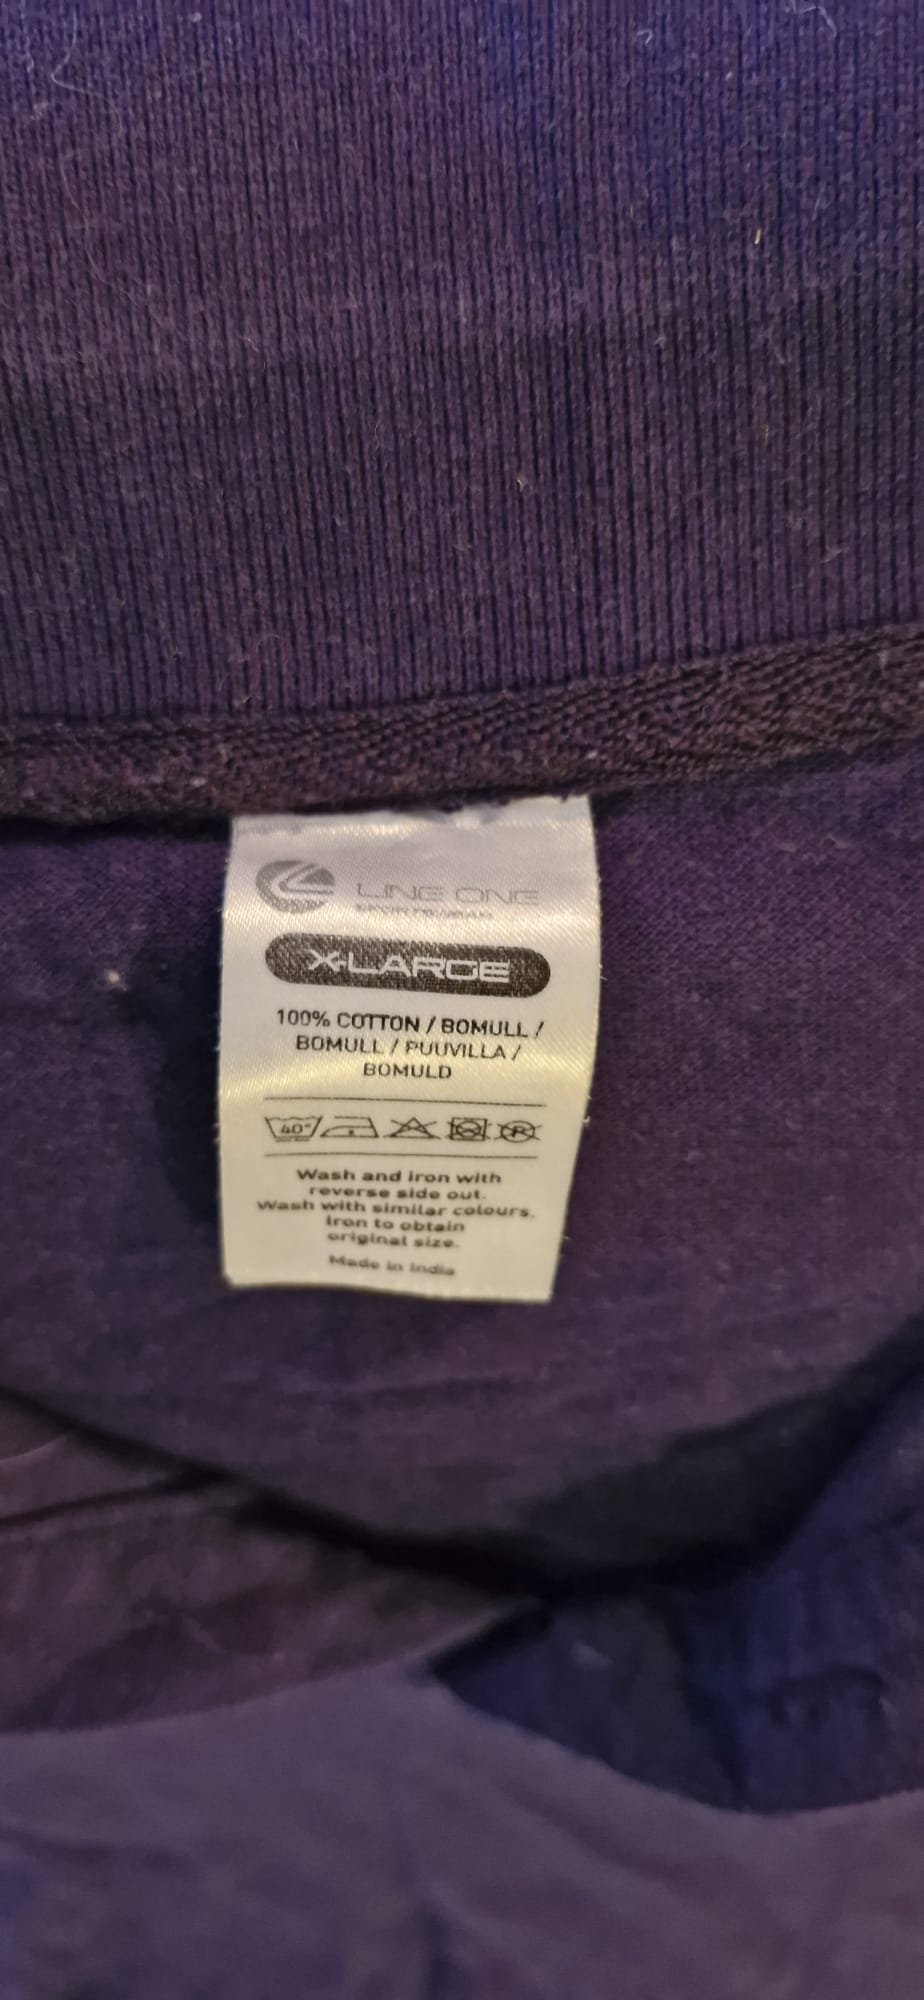 LINE ONE
SPORTSWEAR
X-LARGE
100% COTTON / BOMULL /
BOMULL / PUUVILLA /
BOMULD
40°
P
Wash and iron with
reverse side out.
Wash with similar colours.
Iron to obtain
original size.
Made in India